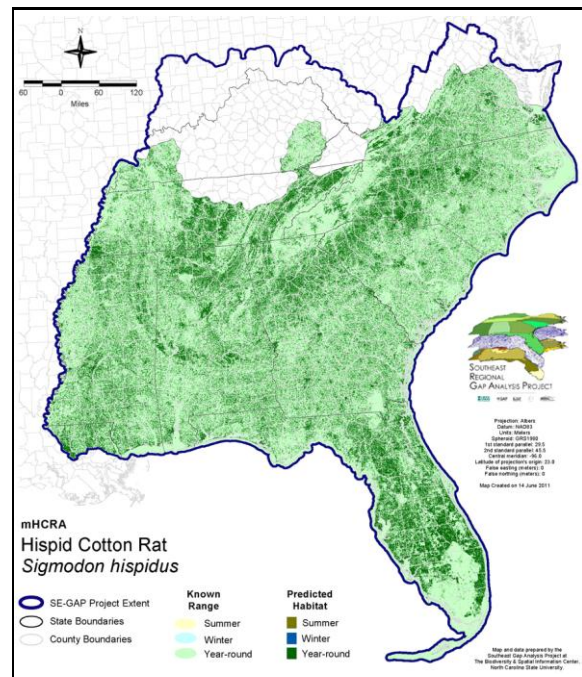 N
60 0 60 120
Miles
SOUTHEAST
REGIONAL
GAP ANALYSIS PROJECT
Projection: Albers
Datum: NAD83
Units: Meters
Spheroid: GRS1980
1st standard parallel: 29.5
2nd standard parallel: 45.5
Central meridian: -96.0
Latitude of projection's origin: 23.0
False easting (meters): 0
False northing (meters): 0
Map Created on 14 June 2011
mHCRA
Hispid Cotton Rat
Sigmodon hispidus
SE-GAP Project Extent
State Boundaries
County Boundaries
Known
Range
Summer
Winter
Year-round
Predicted
Habitat
Summer
Winter
Year-round
Map and data prepared by the
Southeast Gap Analysis Project at
The Biodiversity & Spatial Information Center,
North Carolina State University.